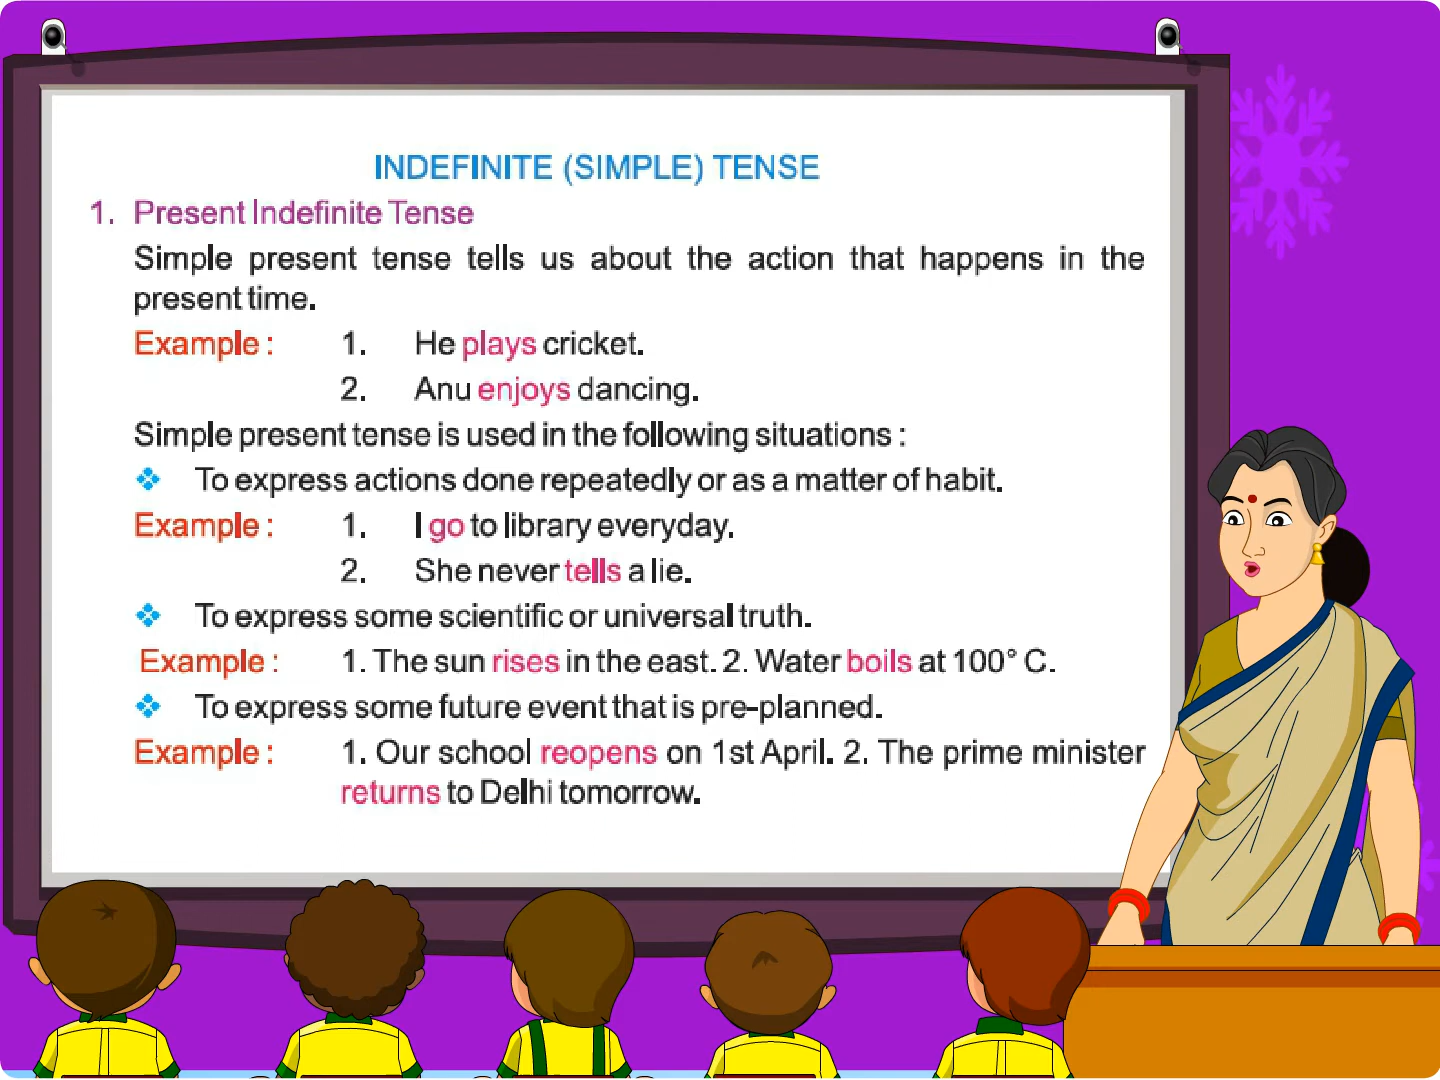 INDEFINITE (SIMPLE) TENSE
1. Present Indefinite Tense
Simple present tense tells us about the action that happens in the
present time.
Example : 1. He plays cricket.
2. Anu enjoys dancing.
Simple present tense is used in the following situations :
❖ To express actions done repeatedly or as a matter of habit.
Example : 1. I go to library everyday.
2. She never tells a lie.
❖ To express some scientific or universal truth.
Example : 1. The sun rises in the east. 2. Water boils at 100° C.
❖ To express some future event that is pre-planned.
Example : 1. Our school reopens on 1st April. 2. The prime minister
returns to Delhi tomorrow.